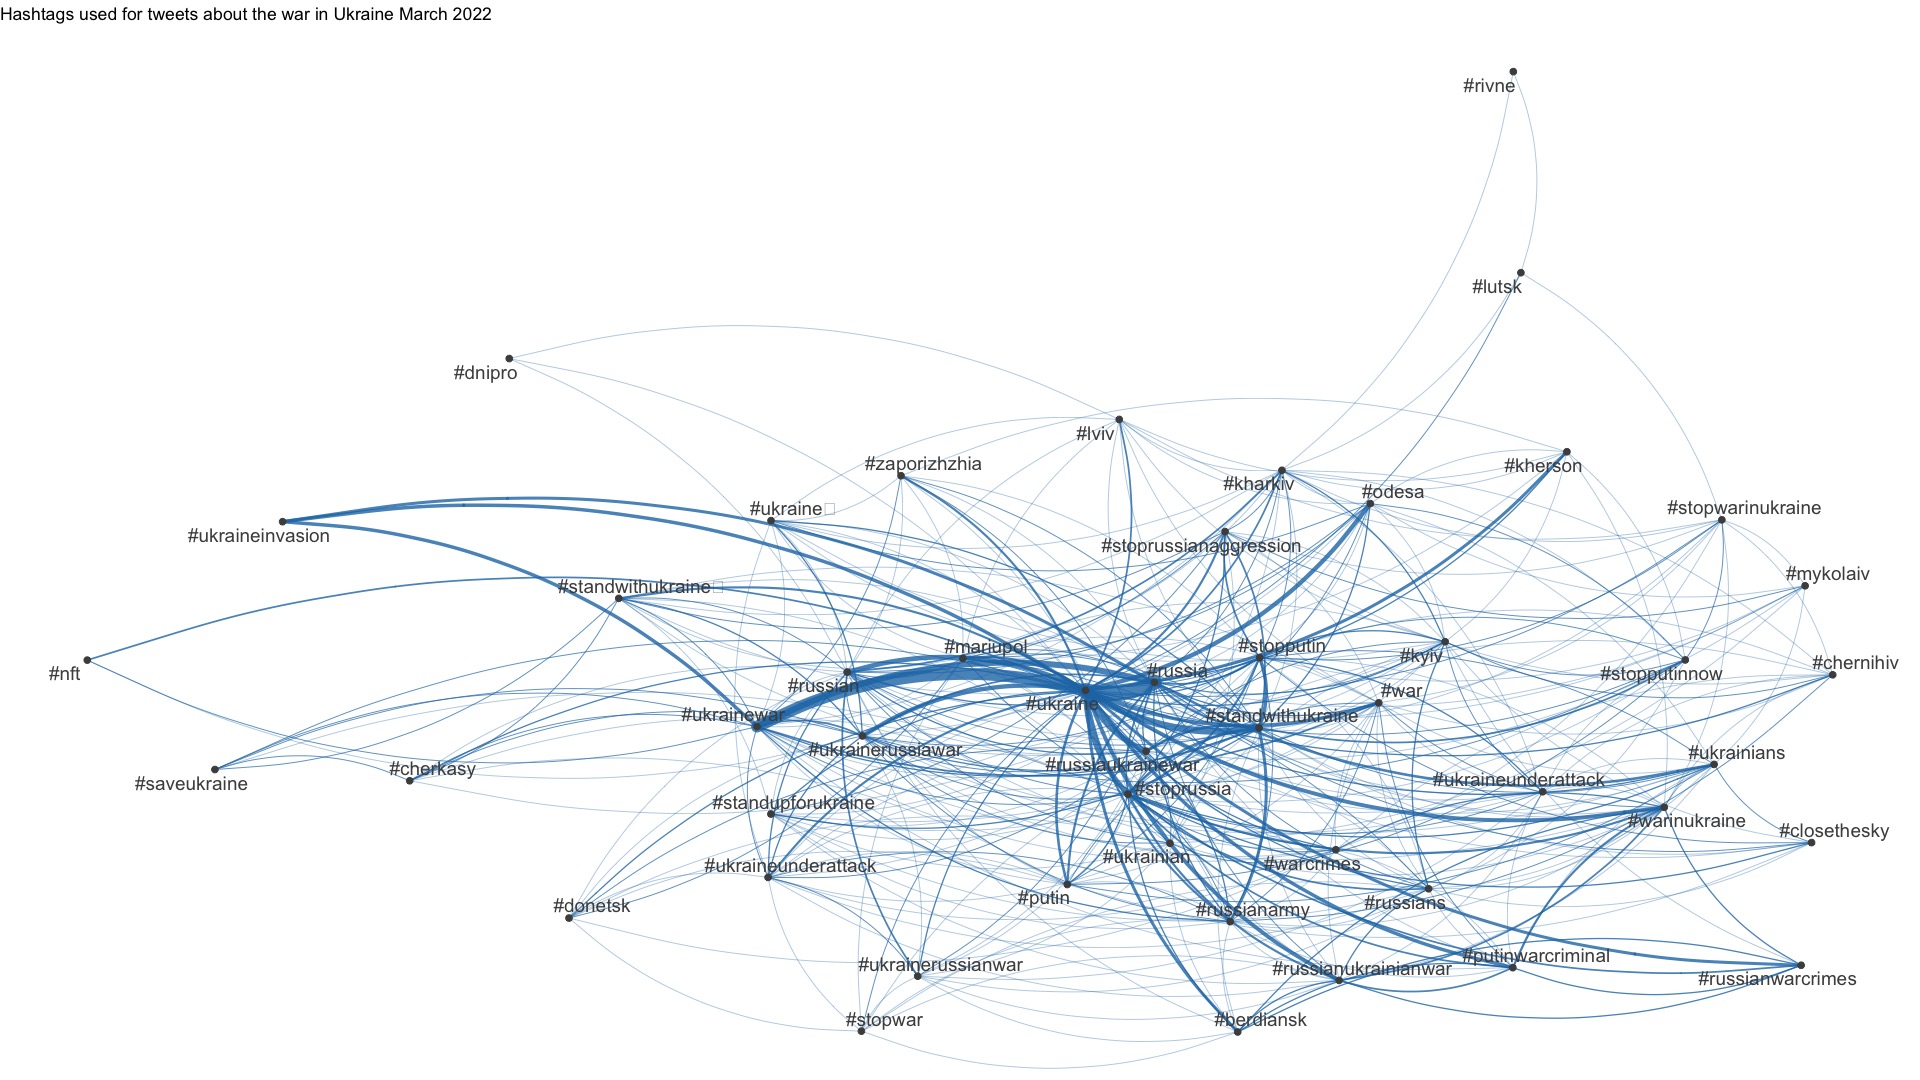 Hashtags used for tweets about the war in Ukraine March 2022
#rivne
#lutsk
#dnipro
#lviv
#zaporizhzhia
#kherson
#kharkiv
#odesa
#ukraine□
#stopwarinukraine
#ukraineinvasion
#stoprussianaggression
#mykolaiv
#standwithukraine□
#mariupol
#stopputin
#kyiv
#chernihiv
#nft
#russia
#stopputinnow
#russian
#war
#ukraine
#ukrainewar
#standwithukraine
#ukrainerussiawar
#ukrainians
#russiaukrainewar
#cherkasy
#saveukraine
#ukraineunderattack
#stoprussia
#standupforukraine
#warinukraine
#closethesky
#ukrainian
#warcrimes
#ukraineunderattack
#putin
#russians
#donetsk
#russianarmy
#putinwarcriminal
#ukrainerussianwar
#russianukrainianwar
#russianwarcrimes
#stopwar
#berdiansk